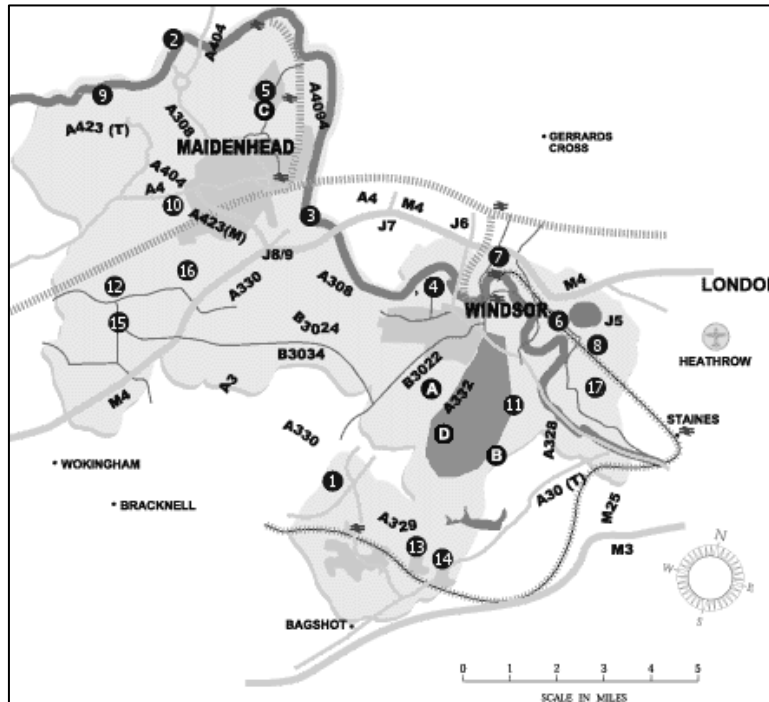 2
A404
5
C
9
A423 (T)
A308
A4094
MAIDENHEAD
GERRARDS
CROSS
A404
A4
10
A423(M)
3
A4
M4
J7
J6
7
J8/9
16
A330
A308
4
M4
LONDON
12
15
B3024
WINDSOR
6
J5
8
HEATHROW
B3034
B3022
A
A332
17
M4
A3
11
STAINES
A330
D
A328
B
WOKINGHAM
1
A30 (T)
BRACKNELL
M25
A329
13
14
M3
N
W
E
S
BAGSHOT
0 1 2 3 4 5
SCALE IN MILES